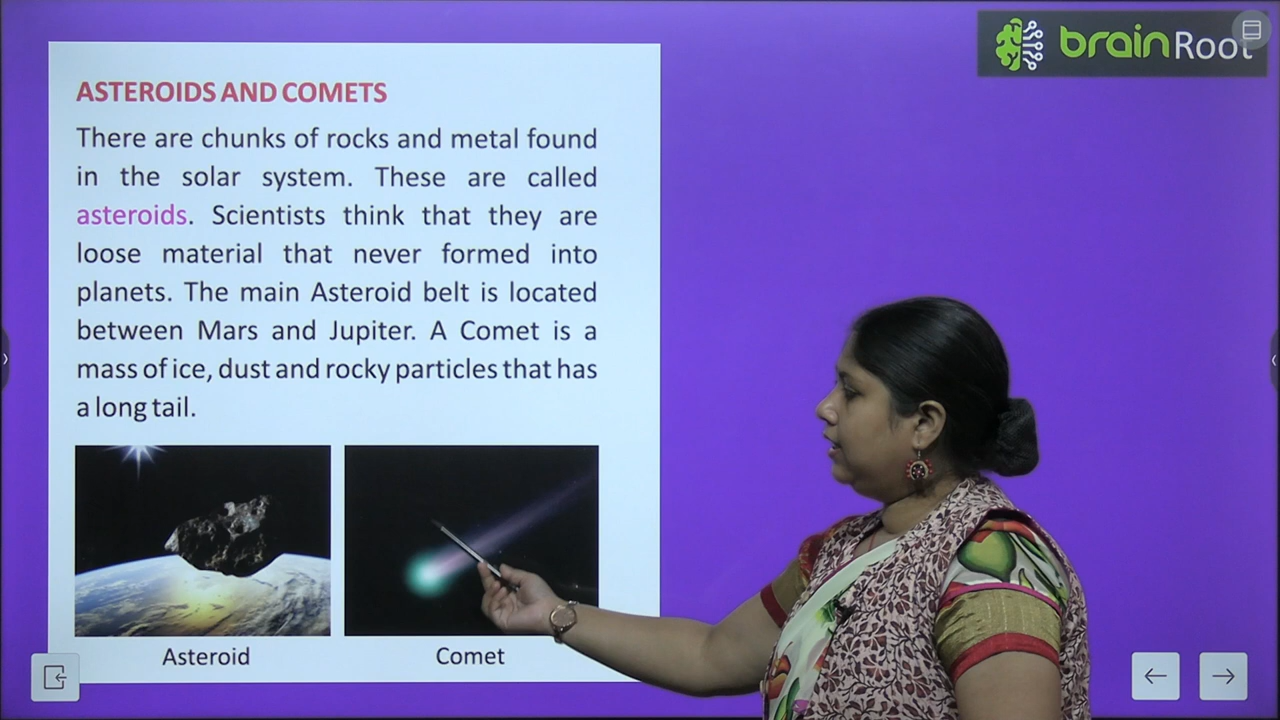 brainRoot
ASTEROIDS AND COMETS
There are chunks of rocks and metal found
in the solar system. These are called
asteroids. Scientists think that they are
loose material that never formed into
planets. The main Asteroid belt is located
between Mars and Jupiter. A Comet is a
mass of ice, dust and rocky particles that has
a long tail.
Asteroid
Comet